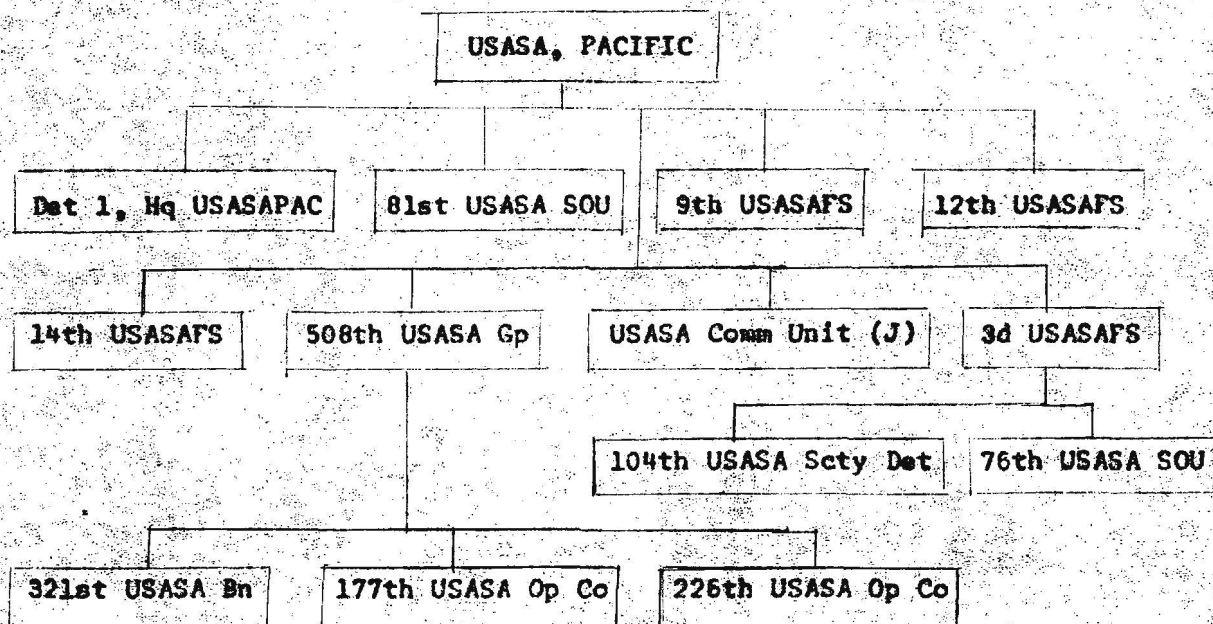 USASA, PACIFIC
Det 1, Hq USASAPAC
81st USASA SOU
9th USASAFS
12th USASAFS
14th USASAFS
508th USASA Gp
USASA Comm Unit (J)
3d USASAFS
104th USASA Scty Det
76th USASA SOU
321st USASA Bn
177th USASA Op Co
226th USASA Op Co